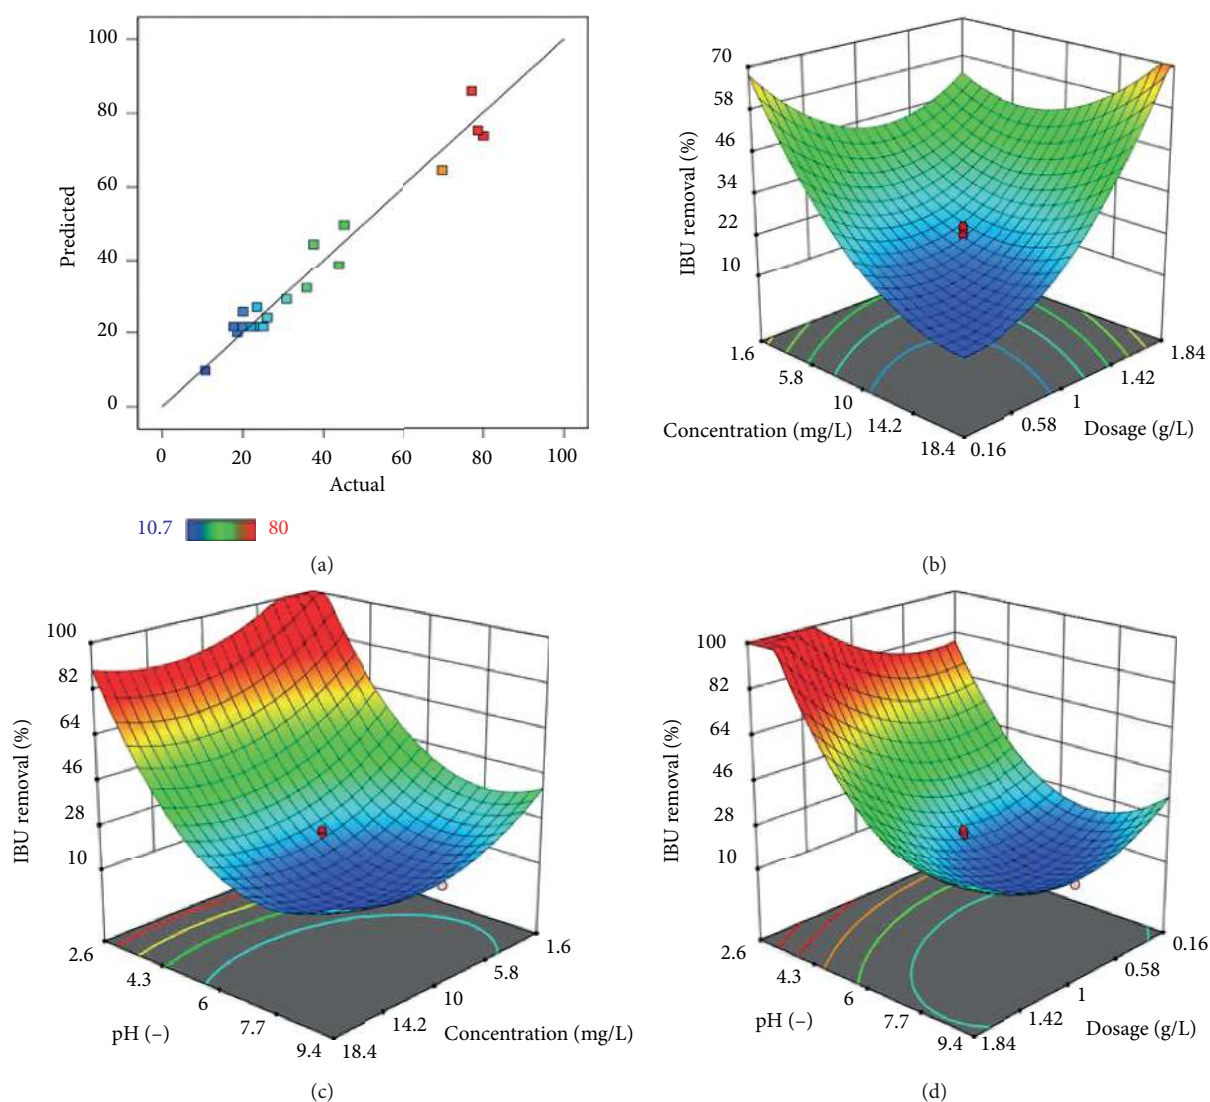 100
80
60
40
20
0
Predicted
0 20 40 60 80 100
Actual
10.7 80
(a)
70
58
46
34
22
10
IBU removal (%)
1.6 5.8 10 14.2 18.4
Concentration (mg/L)
0.16 0.58 1 1.42 1.84
Dosage (g/L)
(b)
100
82
64
46
28
10
IBU removal (%)
2.6 4.3 6 7.7 9.4
pH (–)
18.4 14.2 10 5.8 1.6
Concentration (mg/L)
(c)
100
82
64
46
28
10
IBU removal (%)
2.6 4.3 6 7.7 9.4
pH (–)
1.84 1.42 1 0.58 0.16
Dosage (g/L)
(d)